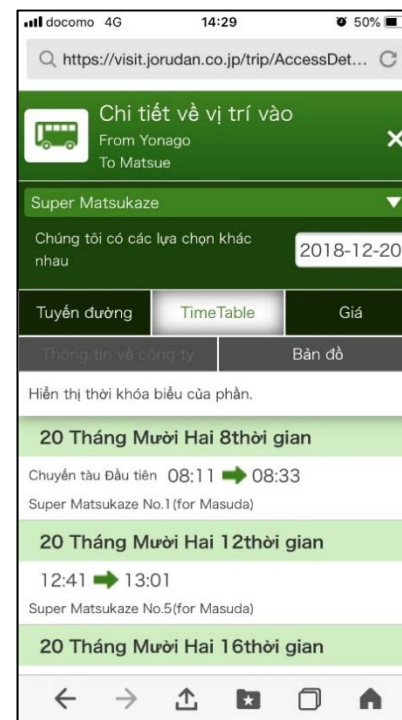 docomo 4G 14:29 50%
https://visit.jorudan.co.jp/trip/AccessDet...
Chi tiết về vị trí vào
From Yonago
To Matsue
Super Matsukaze
Chúng tôi có các lựa chọn khác
nhau
2018-12-20
Tuyến đường TimeTable Giá
Thông tin về công ty Bản đồ
Hiển thị thời khóa biểu của phần.
20 Tháng Mười Hai 8thời gian
Chuyến tàu Đầu tiên 08:11 08:33
Super Matsukaze No.1(for Masuda)
20 Tháng Mười Hai 12thời gian
12:41 13:01
Super Matsukaze No.5(for Masuda)
20 Tháng Mười Hai 16thời gian